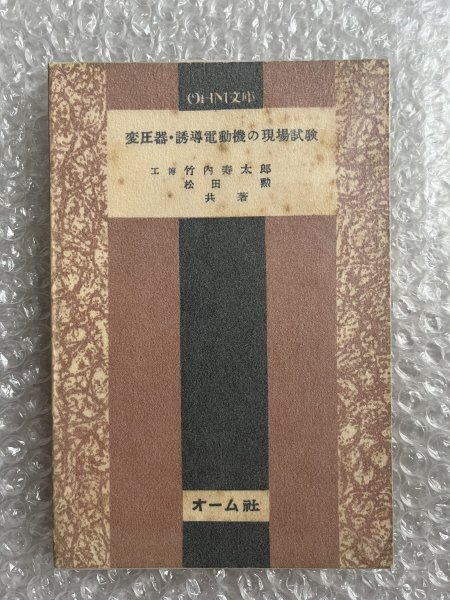 OHM文庫
変圧器・誘導電動機の現場試験
工博 竹内寿太郎
松田 勲
共著
オーム社